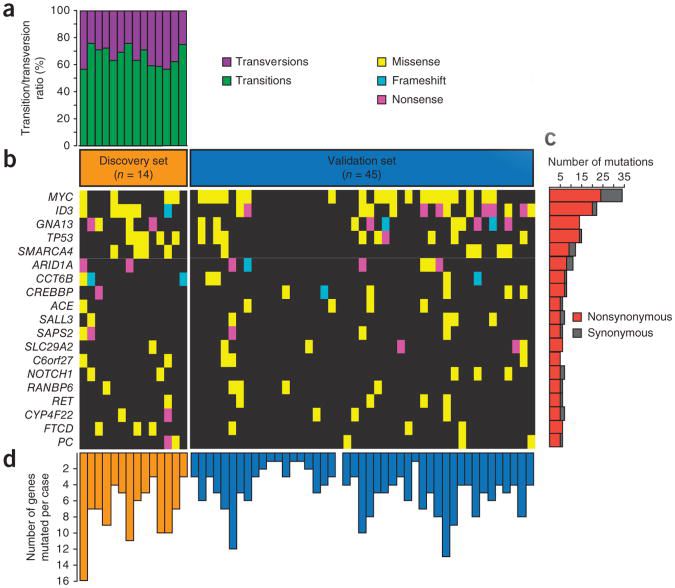 a
Transition/transversion
ratio (%)
100
80
60
40
20
0
Transversions
Transitions
Missense
Frameshift
Nonsense
b
Discovery set
(n = 14)
Validation set
(n = 45)
c
Number of mutations
5 15 25 35
MYC
ID3
GNA13
TP53
SMARCA4
ARID1A
CCT6B
CREBBP
ACE
SALL3
SAPS2
SLC29A2
C6orf27
NOTCH1
RANBP6
RET
CYP4F22
FTCD
PC
Nonsynonymous
Synonymous
d
Number of genes
mutated per case
2
4
6
8
10
12
14
16